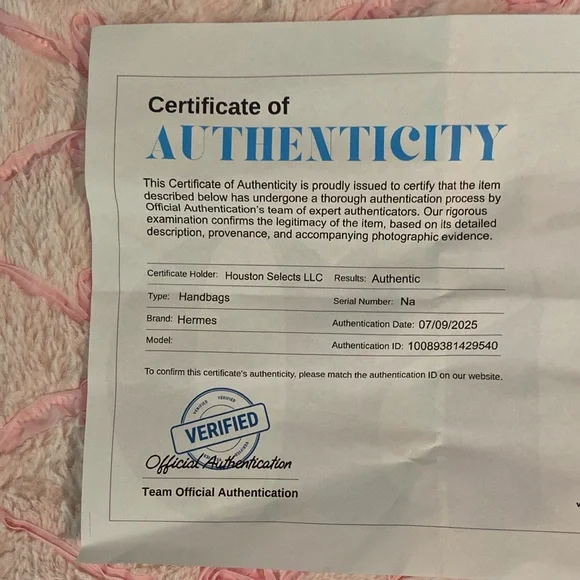 Certificate of
AUTHENTICITY
This Certificate of Authenticity is proudly issued to certify that the item
described below has undergone a thorough authentication process by
Official Authentication's team of expert authenticators. Our rigorous
examination confirms the legitimacy of the item, based on its detailed
description, provenance, and accompanying photographic evidence.
Certificate Holder: Houston Selects LLC Results: Authentic
Type: Handbags Serial Number: Na
Brand: Hermes Authentication Date: 07/09/2025
Model: Authentication ID: 10089381429540
To confirm this certificate's authenticity, please match the authentication ID on our website.
VERIFIED VERIFIED
VERIFIED
Official Authentication
Team Official Authentication